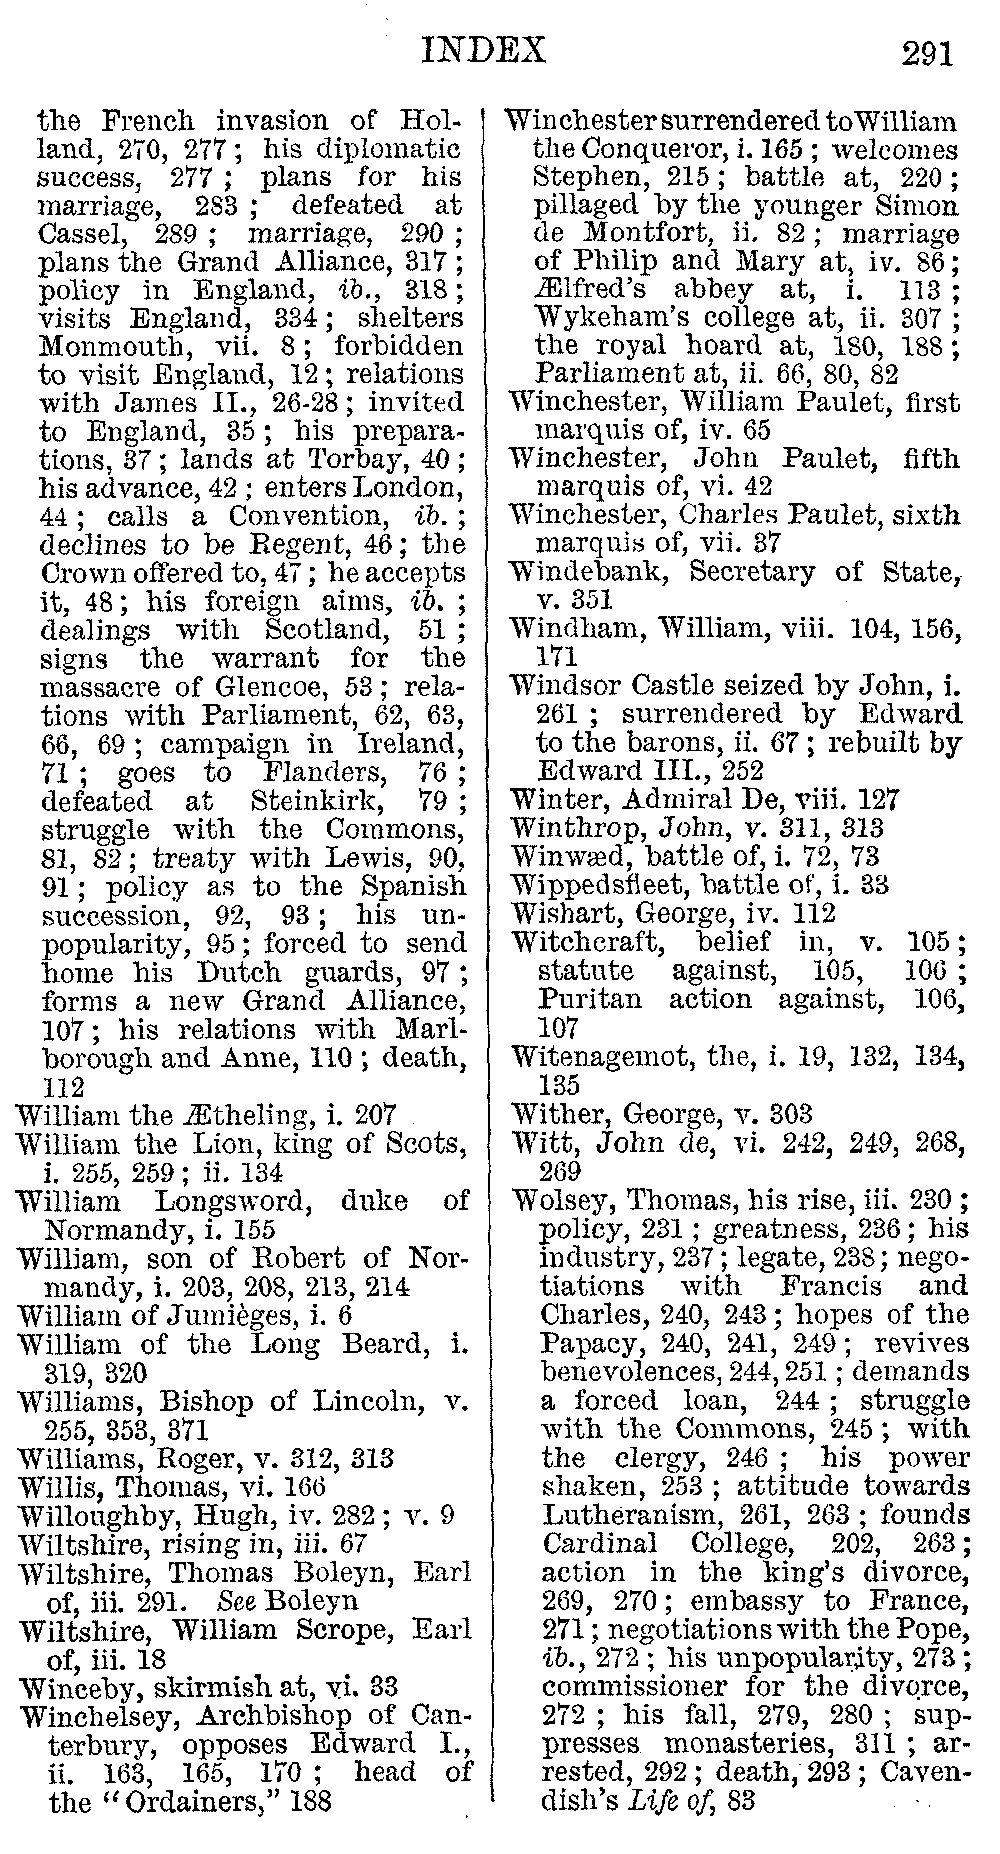 INDEX 291
the French invasion of Hol-
land, 270, 277; his diplomatic
success, 277; plans for his
marriage, 283; defeated at
Cassel, 289; marriage, 290;
plans the Grand Alliance, 317;
policy in England, ib., 318;
visits England, 334; shelters
Monmouth, vii. 8; forbidden
to visit England, 12; relations
with James II., 26-28; invited
to England, 35; his prepara-
tions, 37; lands at Torbay, 40;
his advance, 42; enters London,
44; calls a Convention, ib.;
declines to be Regent, 46; the
Crown offered to, 47; he accepts
it, 48; his foreign aims, ib.;
dealings with Scotland, 51;
signs the warrant for the
massacre of Glencoe, 53; rela-
tions with Parliament, 62, 63,
66, 69; campaign in Ireland,
71; goes to Flanders, 76;
defeated at Steinkirk, 79;
struggle with the Commons,
81, 82; treaty with Lewis, 90,
91; policy as to the Spanish
succession, 92, 93; his un-
popularity, 95; forced to send
home his Dutch guards, 97;
forms a new Grand Alliance,
107; his relations with Marl-
borough and Anne, 110; death,
112
William the Ætheling, i. 207
William the Lion, king of Scots,
i. 255, 259; ii. 134
William Longsword, duke of
Normandy, i. 155
William, son of Robert of Nor-
mandy, i. 203, 208, 213, 214
William of Jumièges, i. 6
William of the Long Beard, i.
319, 320
Williams, Bishop of Lincoln, v.
255, 353, 371
Williams, Roger, v. 312, 313
Willis, Thomas, vi. 166
Willoughby, Hugh, iv. 282; v. 9
Wiltshire, rising in, iii. 67
Wiltshire, Thomas Boleyn, Earl
of, iii. 291. See Boleyn
Wiltshire, William Scrope, Earl
of, iii. 18
Winceby, skirmish at, vi. 33
Winchelsey, Archbishop of Can-
terbury, opposes Edward I.,
ii. 163, 165, 170; head of
the "Ordainers," 188
Winchester surrendered to William
the Conqueror, i. 165; welcomes
Stephen, 215; battle at, 220;
pillaged by the younger Simon
de Montfort, ii. 82; marriage
of Philip and Mary at, iv. 86;
Ælfred's abbey at, i. 113;
Wykeham's college at, ii. 307;
the royal hoard at, 180, 188;
Parliament at, ii. 66, 80, 82
Winchester, William Paulet, first
marquis of, iv. 65
Winchester, John Paulet, fifth
marquis of, vi. 42
Winchester, Charles Paulet, sixth
marquis of, vii. 37
Windebank, Secretary of State,
v. 351
Windham, William, viii. 104, 156,
171
Windsor Castle seized by John, i.
261; surrendered by Edward
to the barons, ii. 67; rebuilt by
Edward III., 252
Winter, Admiral De, viii. 127
Winthrop, John, v. 311, 313
Winwæd, battle of, i. 72, 73
Wippedsfleet, battle of, i. 33
Wishart, George, iv. 112
Witchcraft, belief in, v. 105;
statute against, 105, 106;
Puritan action against, 106,
107
Witenagemot, the, i. 19, 132, 134,
135
Wither, George, v. 303
Witt, John de, vi. 242, 249, 268,
269
Wolsey, Thomas, his rise, iii. 230;
policy, 231; greatness, 236; his
industry, 237; legate, 238; nego-
tiations with Francis and
Charles, 240, 243; hopes of the
Papacy, 240, 241, 249; revives
benevolences, 244, 251; demands
a forced loan, 244; struggle
with the Commons, 245; with
the clergy, 246; his power
shaken, 253; attitude towards
Lutheranism, 261, 263; founds
Cardinal College, 202, 263;
action in the king's divorce,
269, 270; embassy to France,
271; negotiations with the Pope,
ib., 272; his unpopularity, 273;
commissioner for the divorce,
272; his fall, 279, 280; sup-
presses monasteries, 311; ar-
rested, 292; death, 293; Caven-
dish's Life of, 83